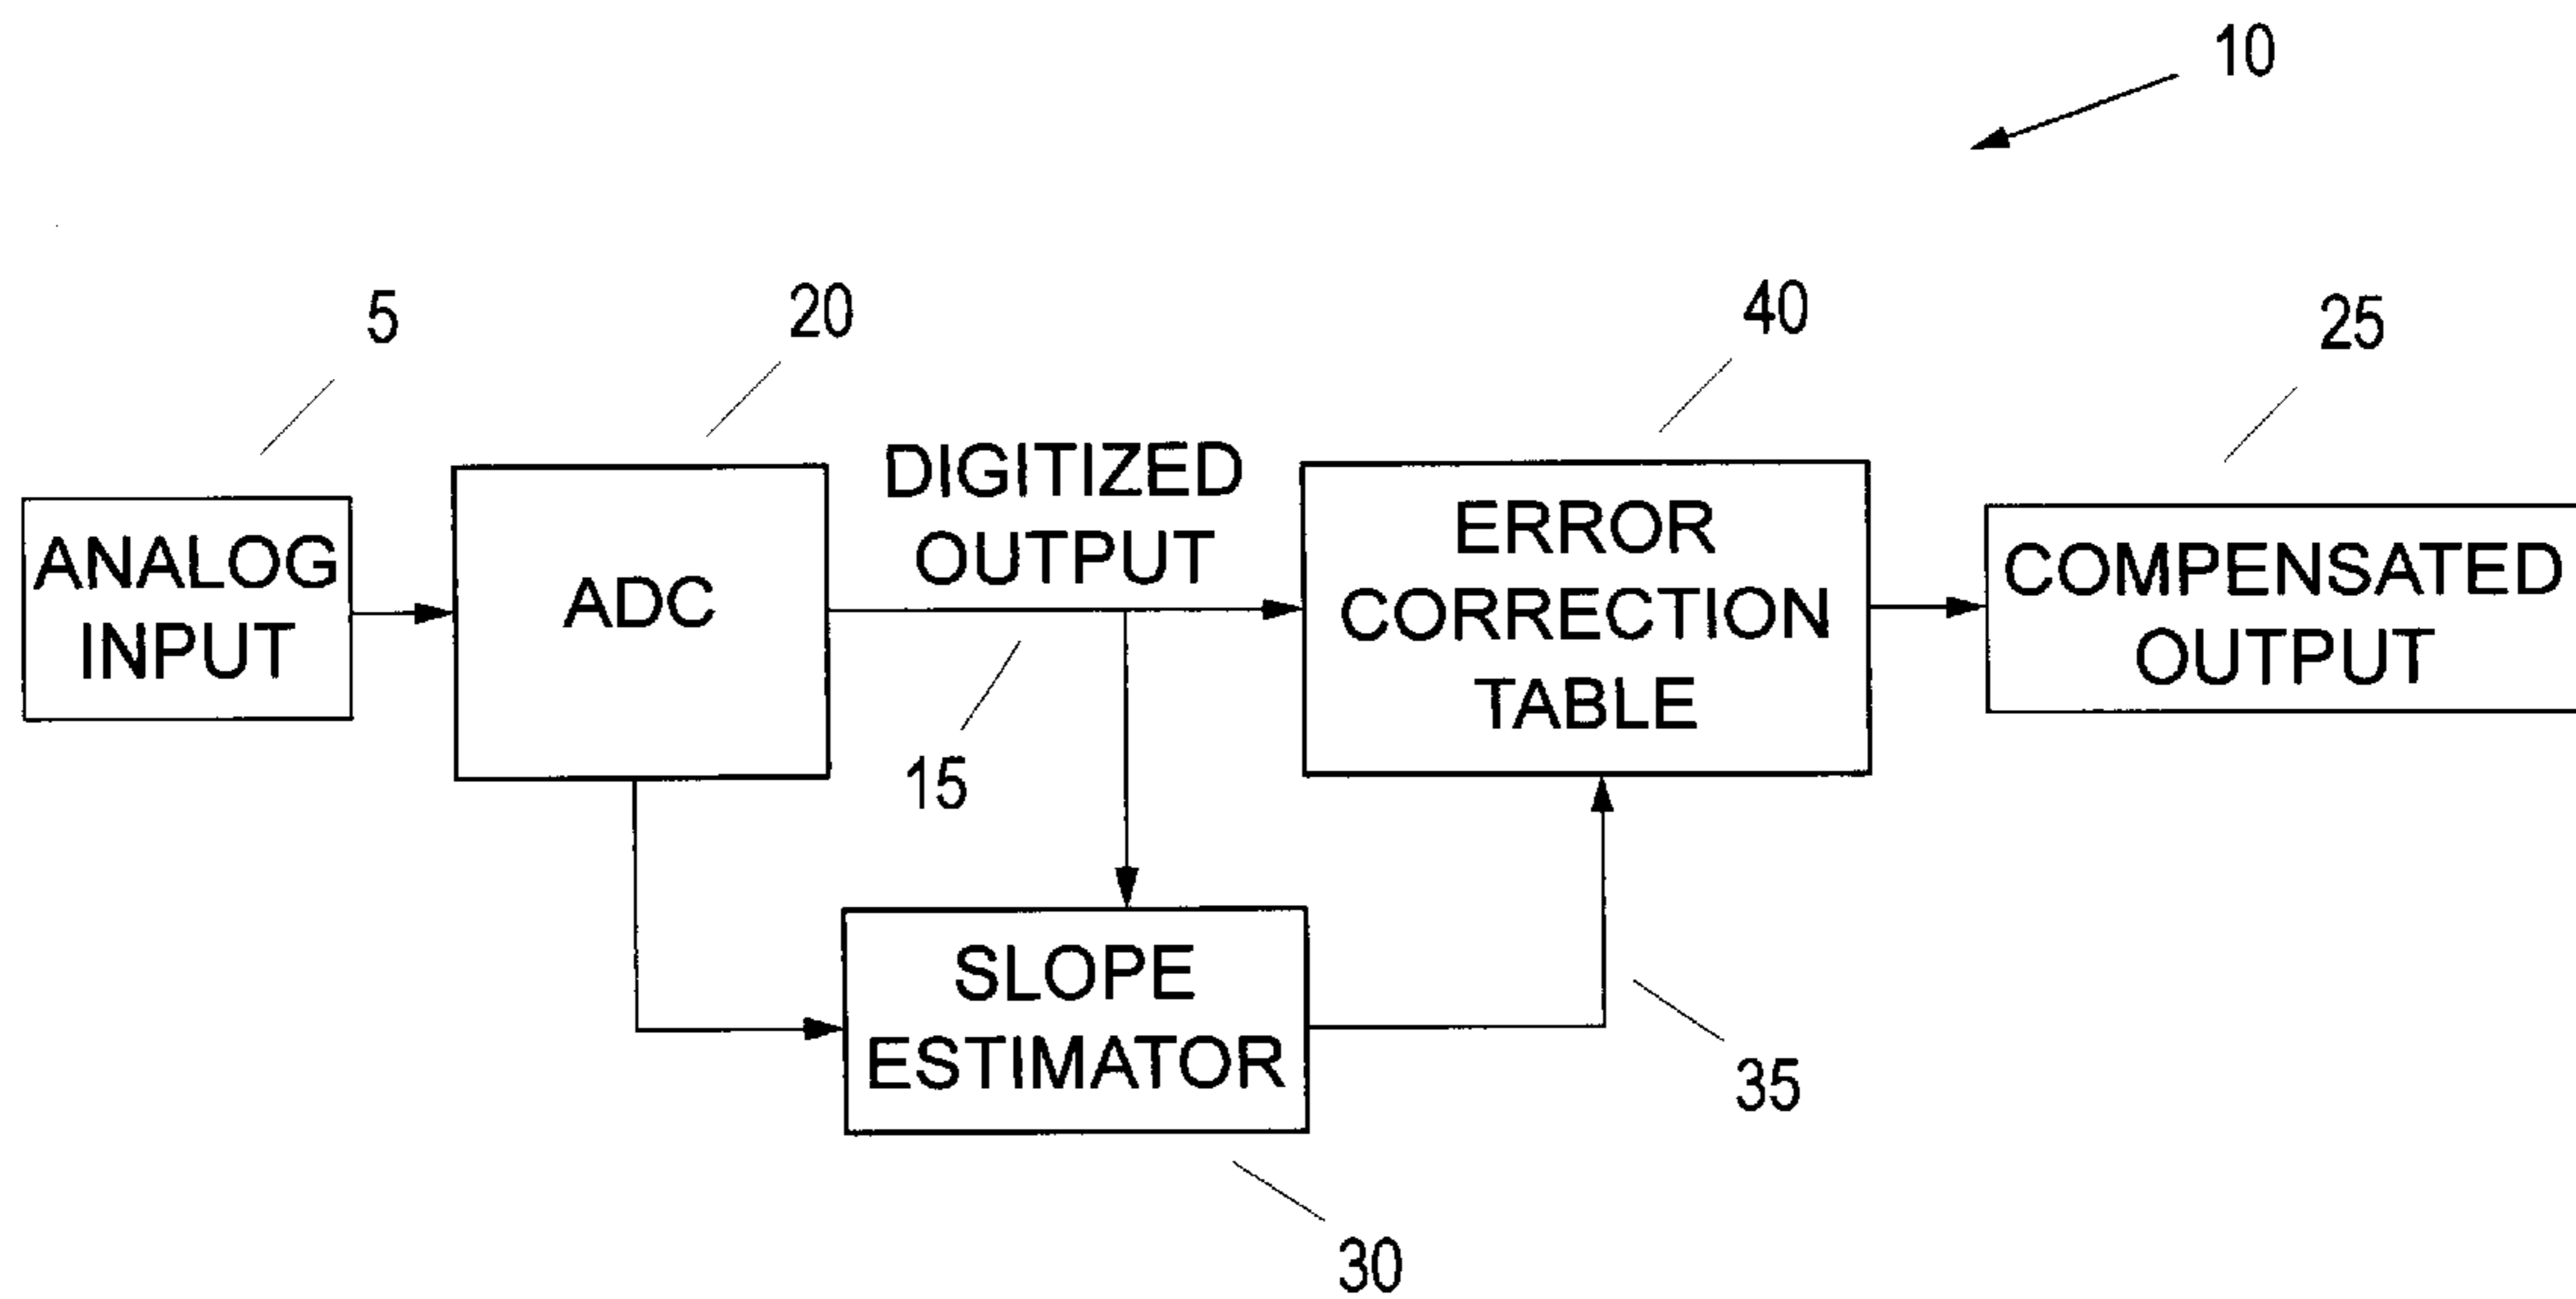 10
5
20
40
25
DIGITIZED
OUTPUT
ANALOG
INPUT
ADC
ERROR
CORRECTION
TABLE
COMPENSATED
OUTPUT
15
SLOPE
ESTIMATOR
35
30